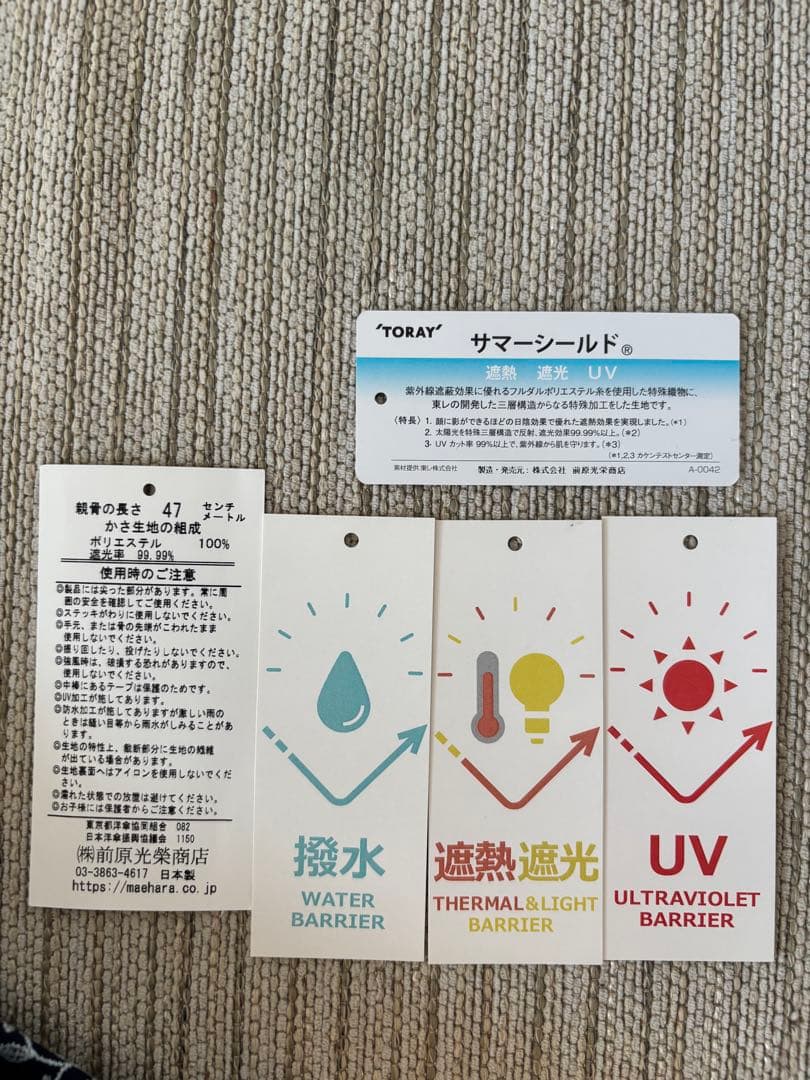 'TORAY'
サマーシールド®
遮熱 遮光 UV
紫外線遮蔽効果に優れるフルダルポリエステル糸を使用した特殊織物に、
東レの開発した三層構造からなる特殊加工をした生地です。
〈特長〉1. 顔に影ができるほどの日陰効果で優れた遮熱効果を実現しました。(*1)
2. 太陽光を特殊三層構造で反射、遮光効果99.99%以上。(*2)
3. UVカット率 99%以上で、紫外線から肌を守ります。(*3)
(*1,2,3 カケンテストセンター測定)
素材提供:東レ株式会社 製造・発売元:株式会社 前原光榮商店 A-0042
親骨の長さ 47 センチメートル
かさ生地の組成
ポリエステル 100%
遮光率 99.99%
使用時のご注意
◎製品には尖った部分があります。常に周
囲の安全を確認してご使用ください。
◎ステッキがわりに使用しないでください。
◎手元、または骨の先端がこわれたまま
使用しないでください。
◎振り回したり、投げたりしないでください。
◎強風時は、破損する恐れがありますので、
使用しないでください。
◎中棒にあるテープは保護のためです。
◎UV加工が施してあります。
◎防水加工が施してありますが激しい雨の
ときは縫い目等から雨水がしみることがあ
ります。
◎生地の特性上、裁断部分に生地の繊維
が出ている場合があります。
◎生地裏面へはアイロンを使用しないでくだ
さい。
◎濡れた状態での放置は避けてください。
◎お子様には保護者からご注意ください。
東京都洋傘協同組合 082
日本洋傘振興協議会 1150
㈱前原光榮商店
03-3863-4617 日本製
https://maehara.co.jp
撥水
WATER
BARRIER
遮熱遮光
THERMAL&LIGHT
BARRIER
UV
ULTRAVIOLET
BARRIER